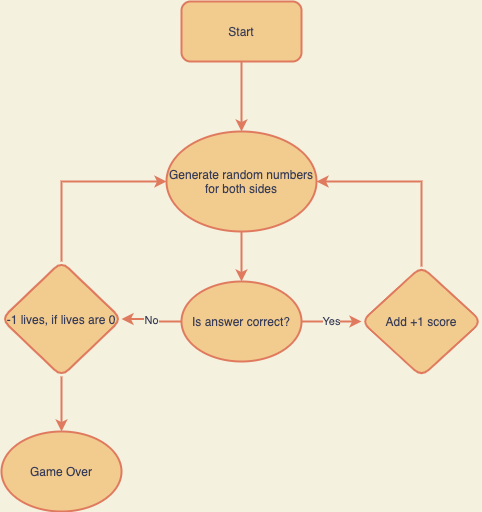 Start
Generate random numbers
for both sides
-1 lives, if lives are 0
No
Is answer correct?
Yes
Add +1 score
Game Over